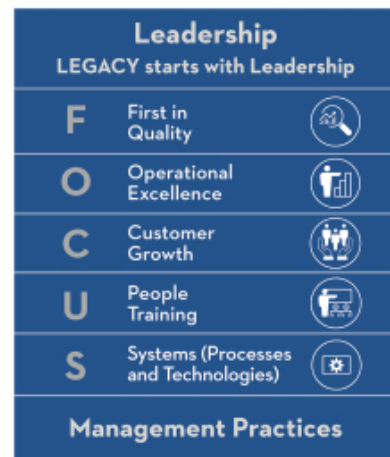 Leadership
LEGACY starts with Leadership
F First in
Quality
O Operational
Excellence
C Customer
Growth
U People
Training
S Systems (Processes
and Technologies)
Management Practices